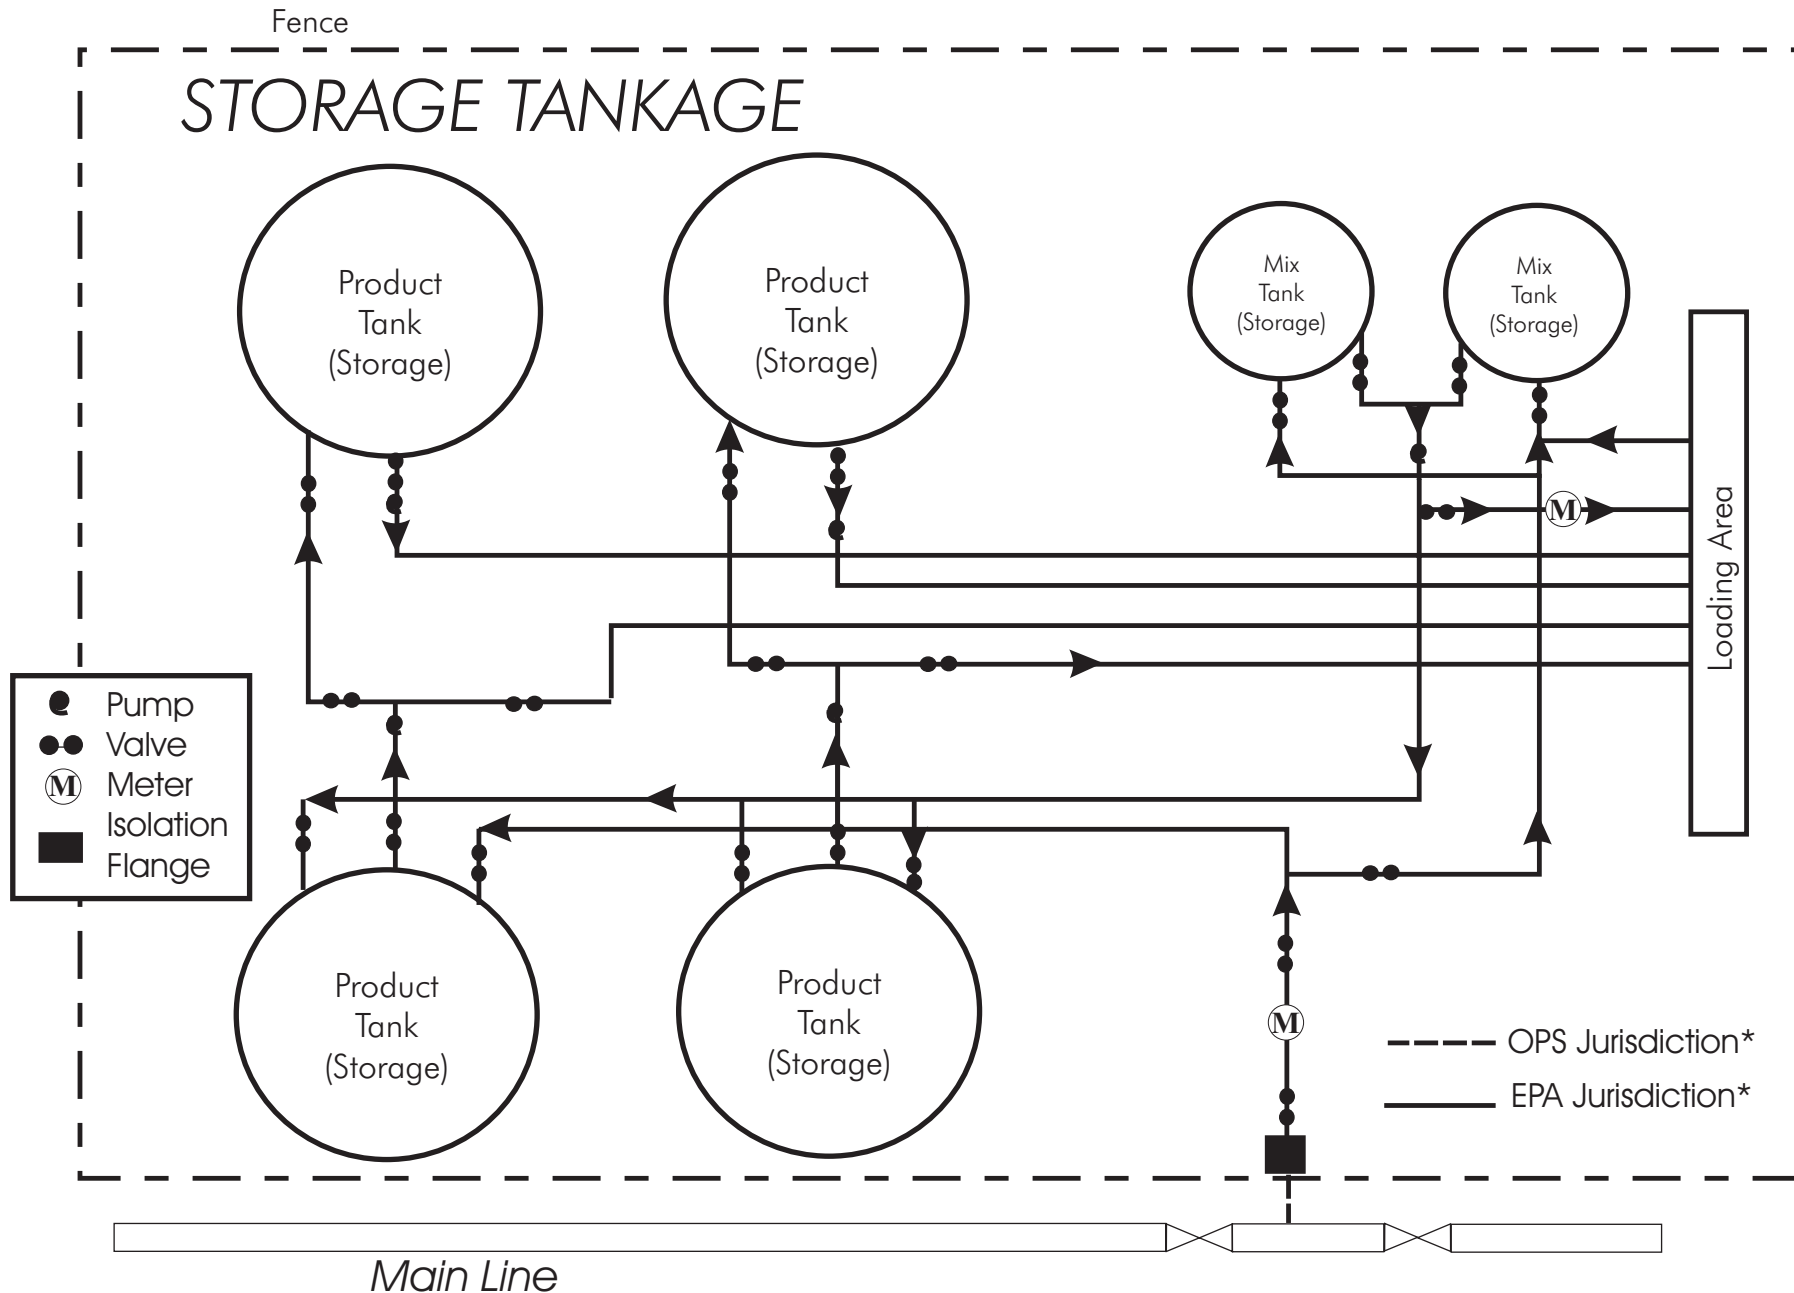 Fence
STORAGE TANKAGE
Product
Tank
(Storage)
Product
Tank
(Storage)
Mix
Tank
(Storage)
Mix
Tank
(Storage)
Loading Area
M
Pump
Valve
M Meter
Isolation
Flange
Product
Tank
(Storage)
Product
Tank
(Storage)
M
OPS Jurisdiction*
EPA Jurisdiction*
Main Line